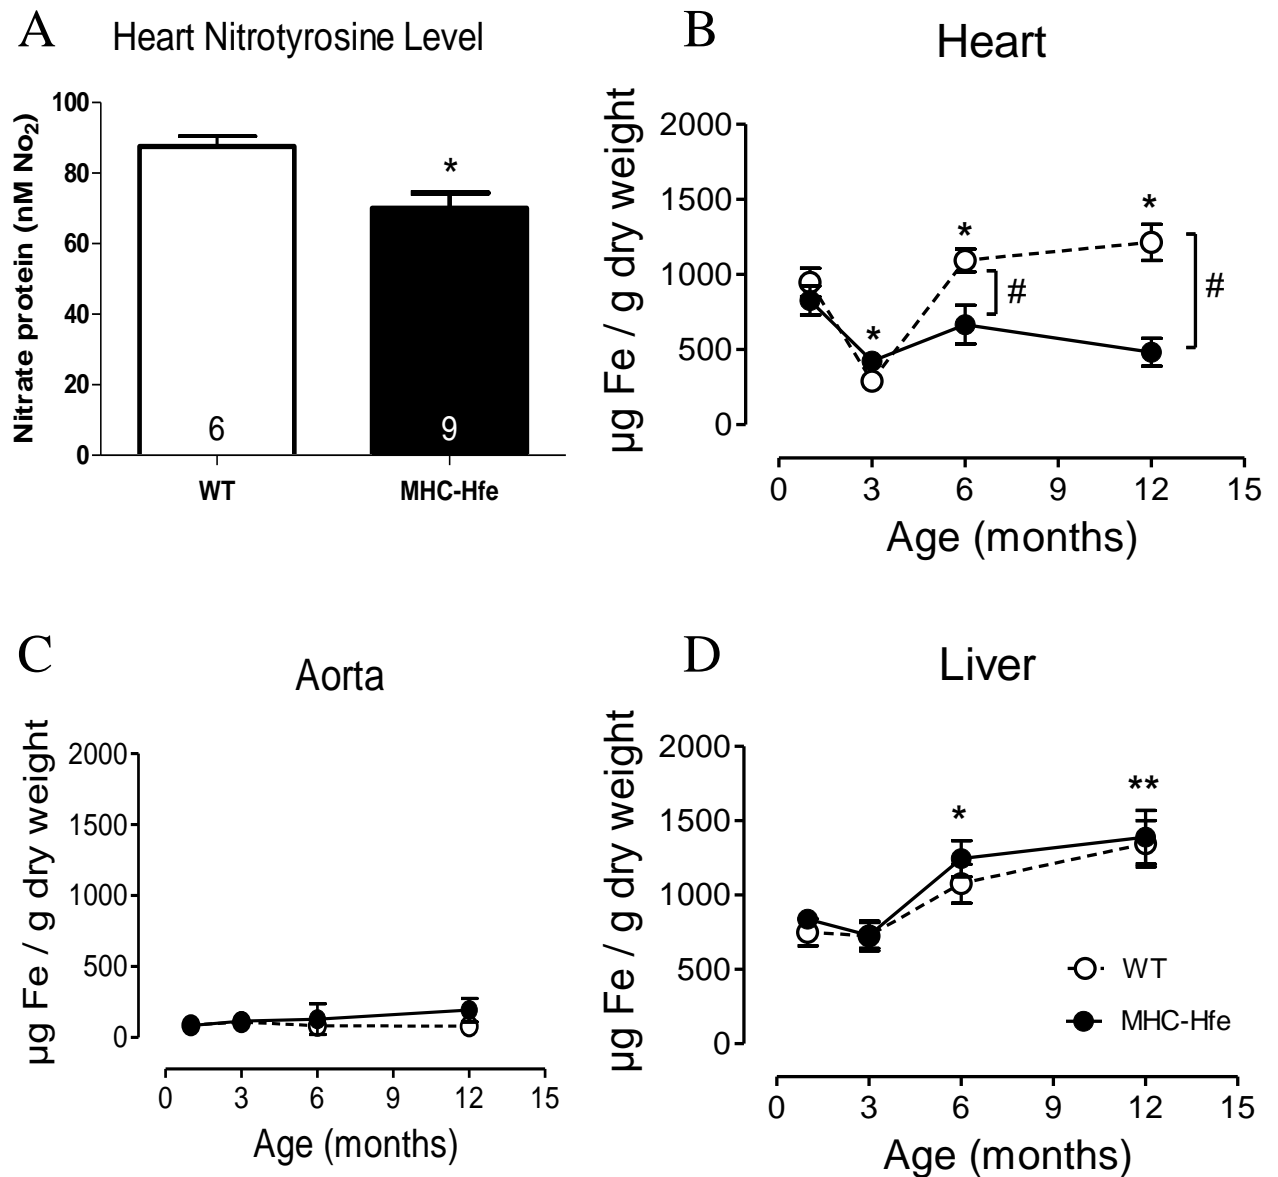 A
Heart Nitrotyrosine Level
Nitrate protein (nM No₂)
100
80
60
40
20
0
*
6
9
WT
MHC-Hfe
B
Heart
µg Fe / g dry weight
2000
1500
1000
500
0
*
*
*
#
#
0
3
6
9
12
15
Age (months)
C
Aorta
µg Fe / g dry weight
2000
1500
1000
500
0
0
3
6
9
12
15
Age (months)
D
Liver
µg Fe / g dry weight
2000
1500
1000
500
0
*
**
WT
MHC-Hfe
0
3
6
9
12
15
Age (months)